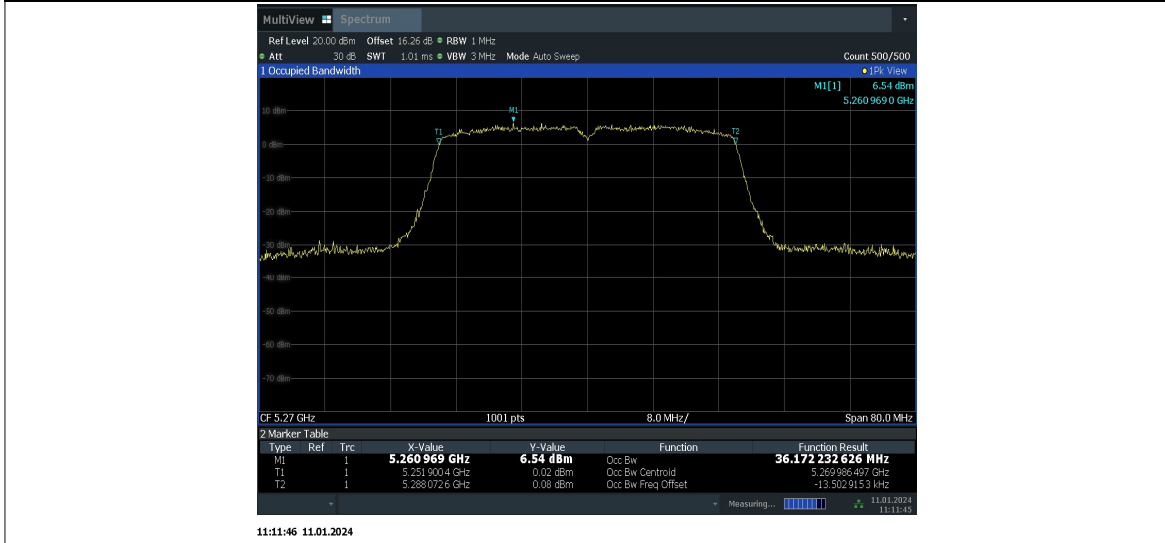 MultiView Spectrum
Ref Level 20.00 dBm Offset 16.26 dB RBW 1 MHz
Att 30 dB SWT 1.01 ms VBW 3 MHz Mode Auto Sweep Count 500/500
1 Occupied Bandwidth 1Pk View
M1[1] 6.54 dBm
5.260 969 0 GHz
10 dBm
M1
T1 T2
0 dBm
-10 dBm
-20 dBm
-30 dBm
-40 dBm
-50 dBm
-60 dBm
-70 dBm
CF 5.27 GHz 1001 pts 8.0 MHz/ Span 80.0 MHz
2 Marker Table
Type Ref Trc X-Value Y-Value Function Function Result
M1 1 5.260 969 GHz 6.54 dBm Occ Bw 36.172 232 626 MHz
T1 1 5.251 900 4 GHz 0.02 dBm Occ Bw Centroid 5.269 986 497 GHz
T2 1 5.288 072 6 GHz 0.08 dBm Occ Bw Freq Offset -13.502 915 3 kHz
Measuring... 11.01.2024
11:11:45
11:11:46 11.01.2024